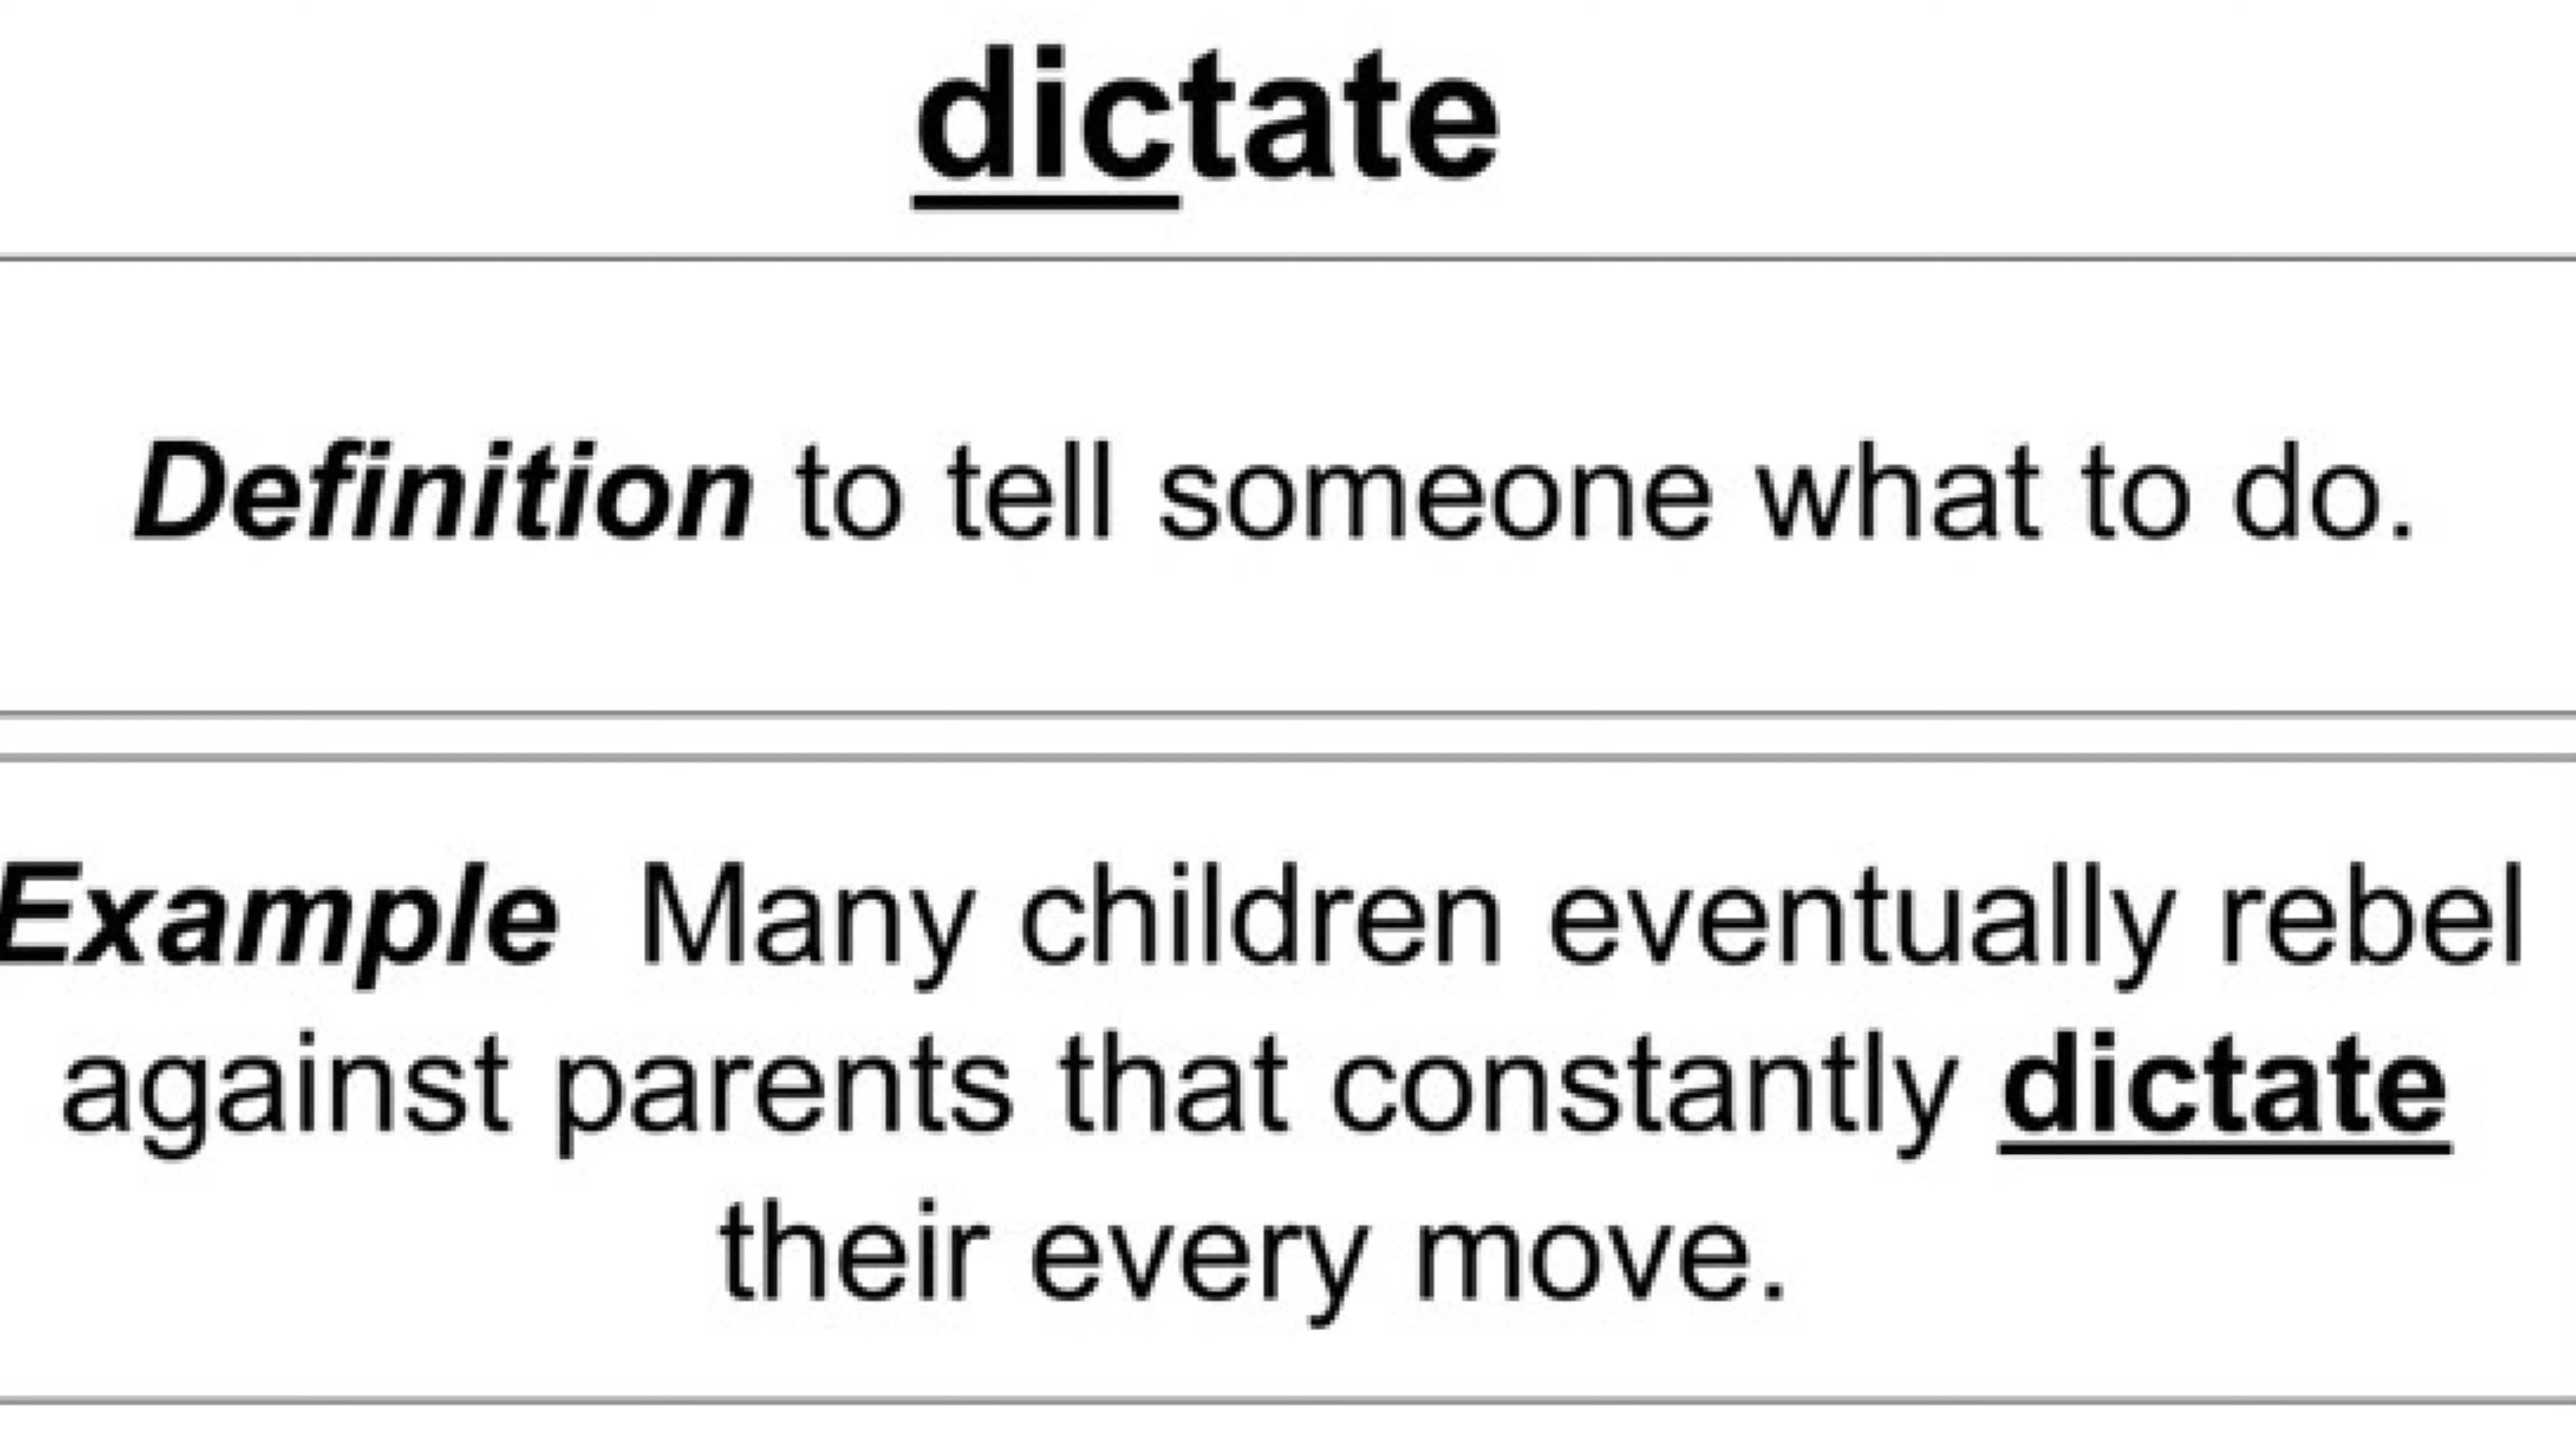 dictate
Definition to tell someone what to do.
Example Many children eventually rebel
against parents that constantly dictate
their every move.